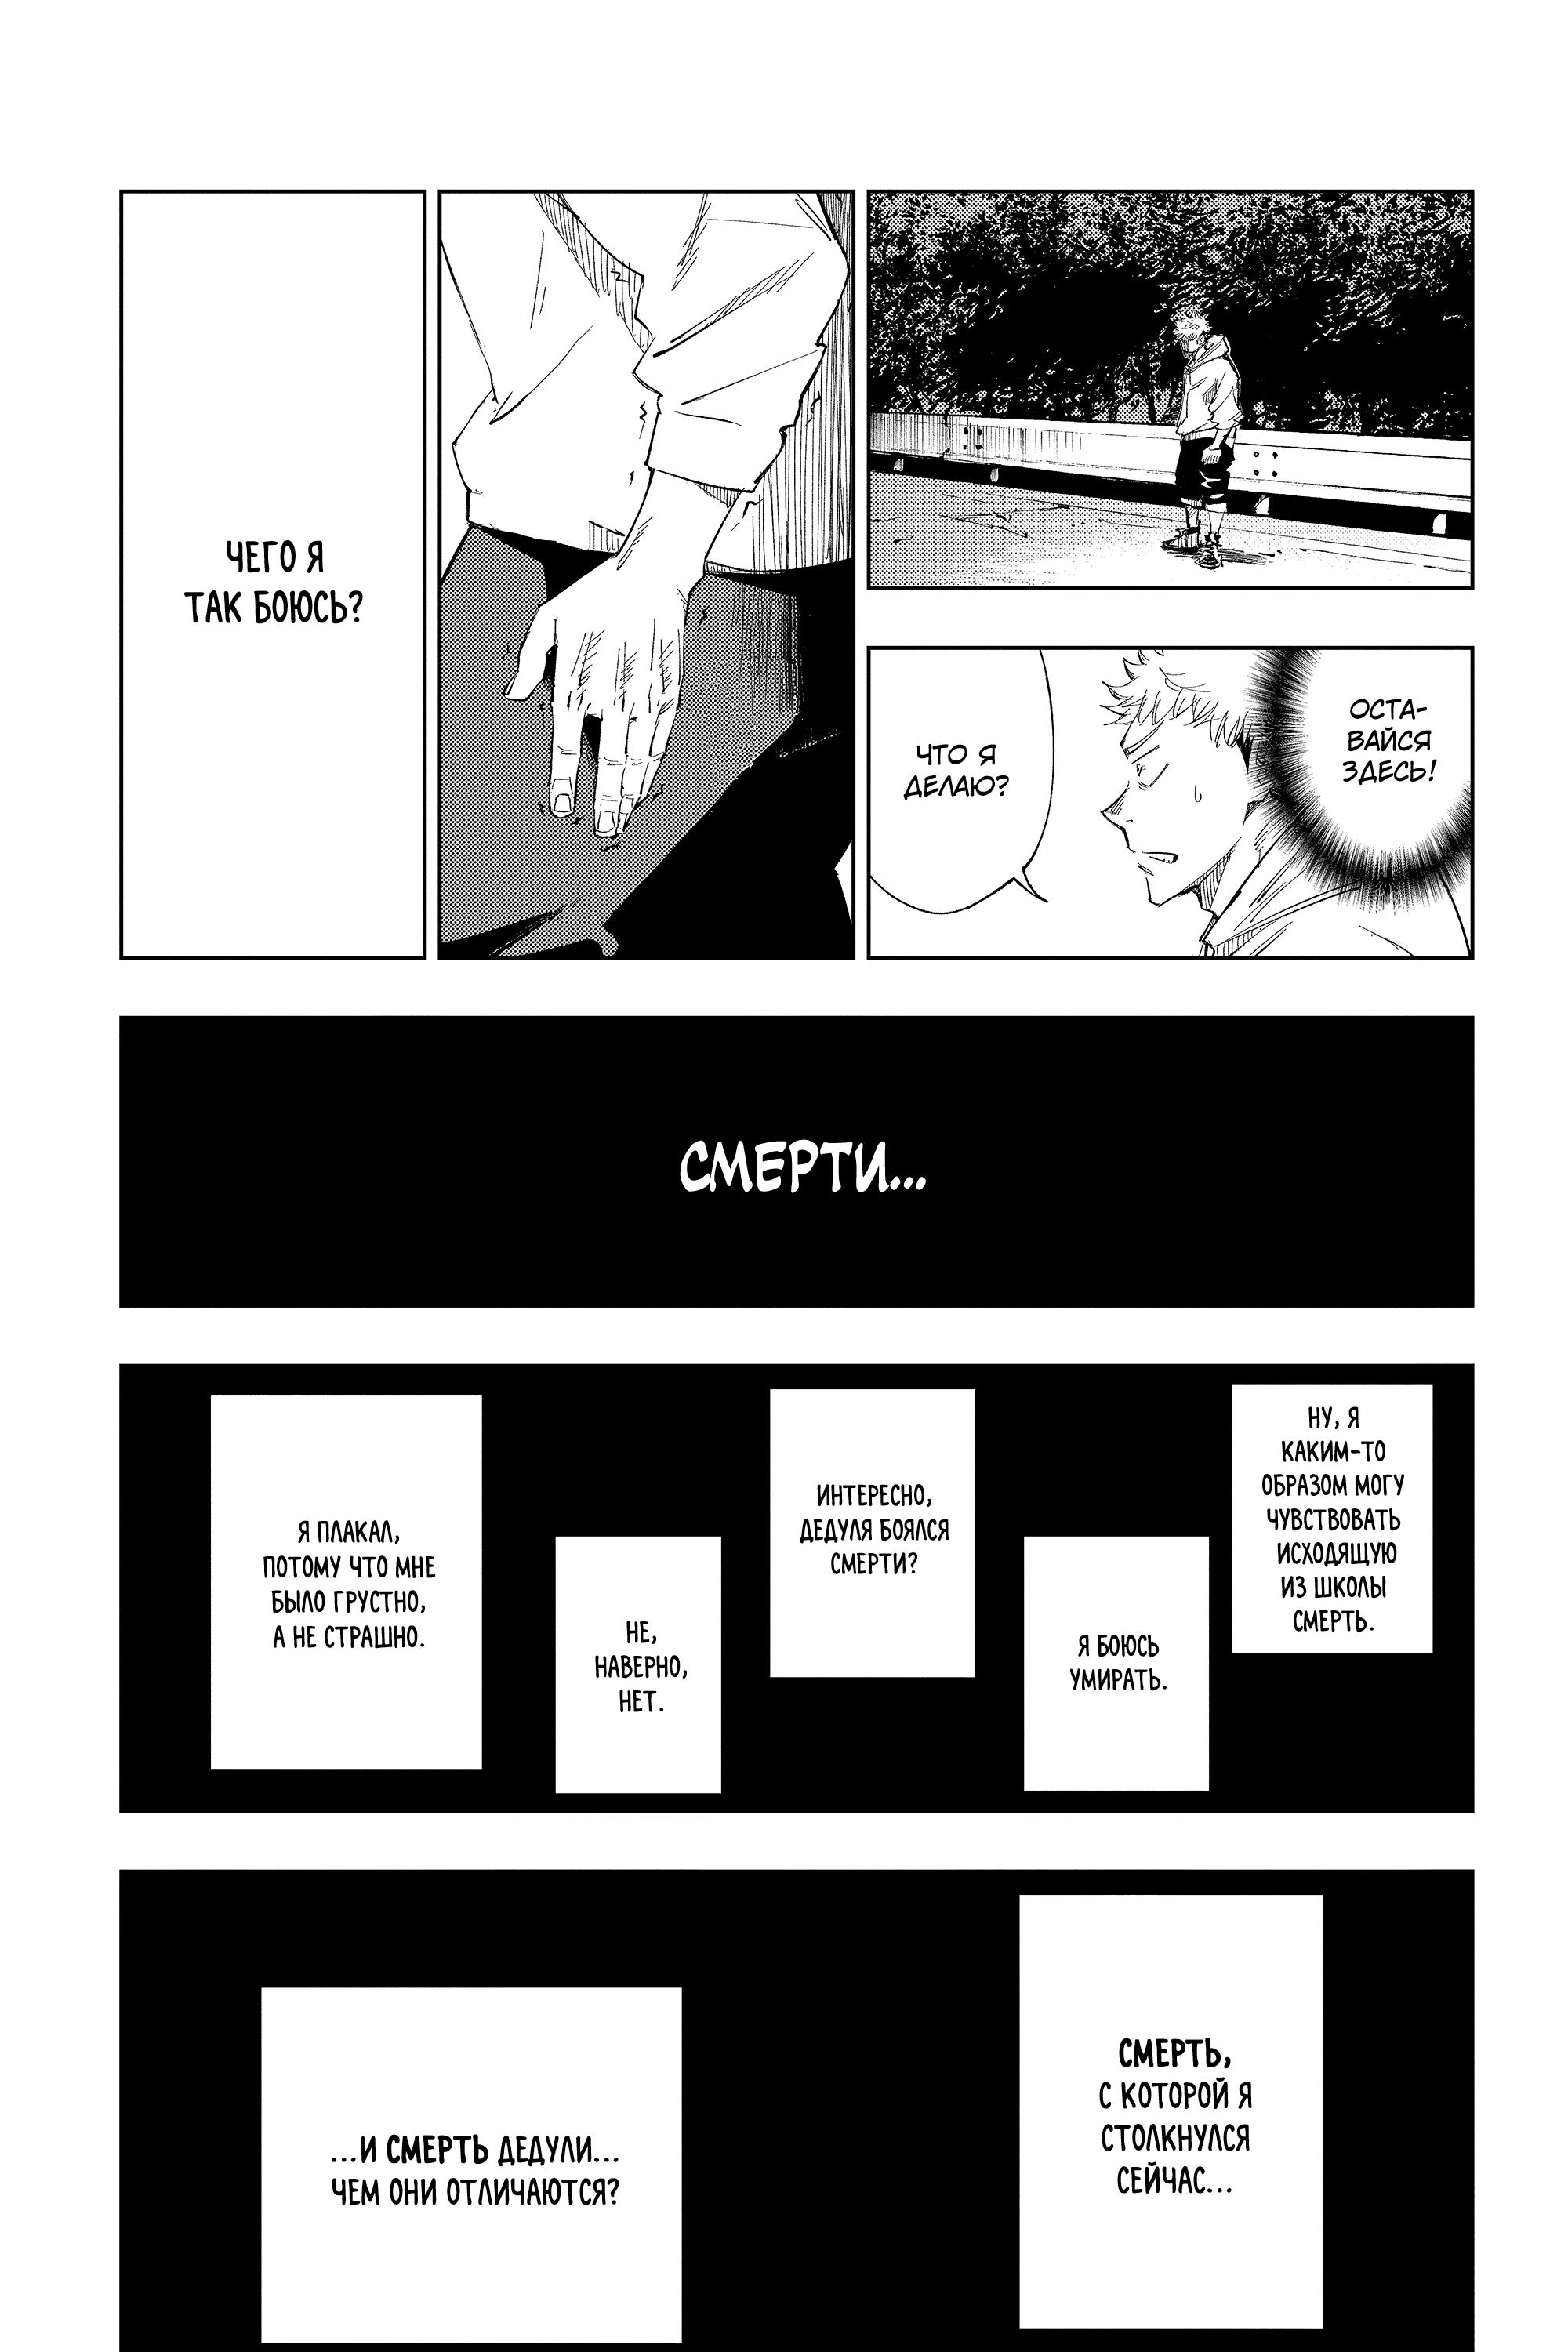 ОСТА-
ВАЙСЯ
ЗДЕСЬ!
ЧТО Я
ДЕЛАЮ?
ЧЕГО Я
ТАК БОЮСЬ?
СМЕРТИ...
НУ, Я
КАКИМ-ТО
ОБРАЗОМ МОГУ
ЧУВСТВОВАТЬ
ИСХОДЯЩУЮ
ИЗ ШКОЛЫ
СМЕРТЬ.
Я БОЮСЬ
УМИРАТЬ.
ИНТЕРЕСНО,
ДЕДУЛЯ БОЯЛСЯ
СМЕРТИ?
НЕ,
НАВЕРНО,
НЕТ.
Я ПЛАКАЛ,
ПОТОМУ ЧТО МНЕ
БЫЛО ГРУСТНО,
А НЕ СТРАШНО.
СМЕРТЬ,
С КОТОРОЙ Я
СТОЛКНУЛСЯ
СЕЙЧАС...
...И СМЕРТЬ ДЕДУЛИ...
ЧЕМ ОНИ ОТЛИЧАЮТСЯ?